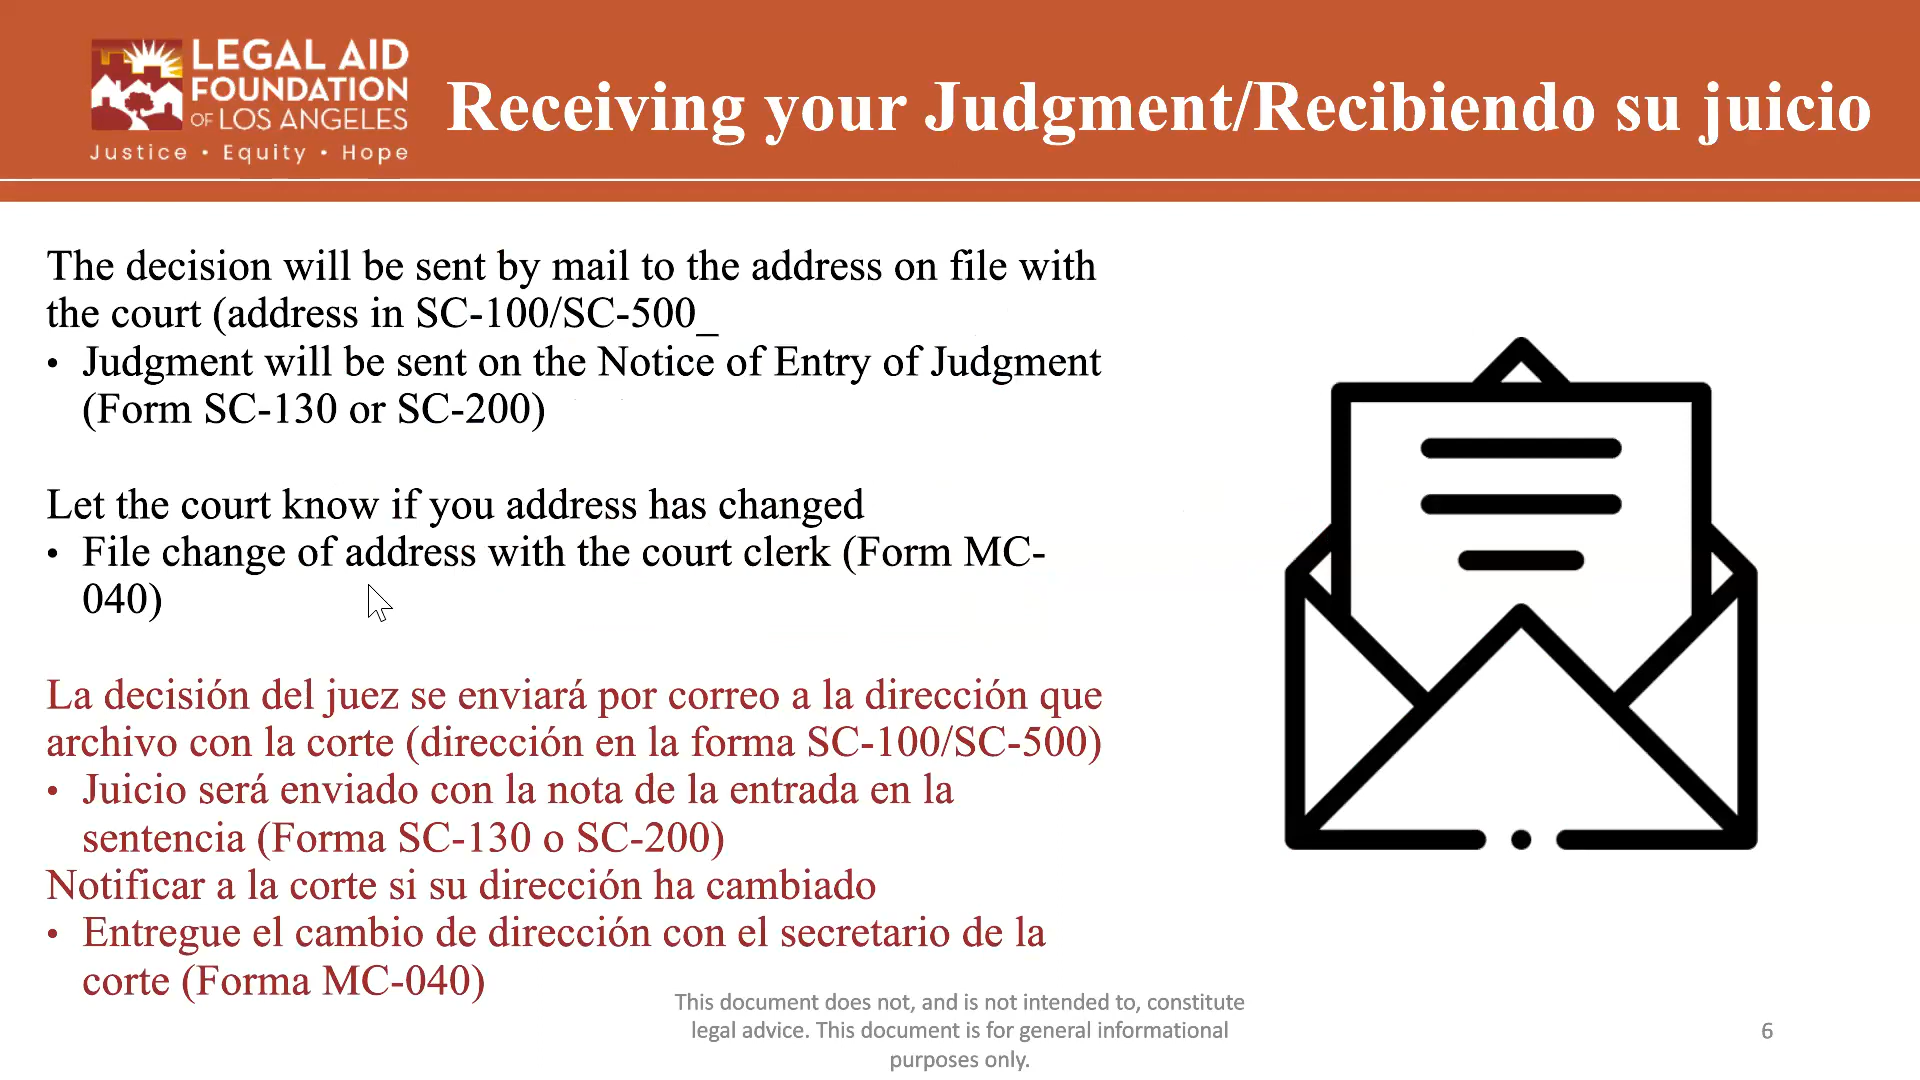 LEGAL AID
FOUNDATION
OF LOS ANGELES
Justice • Equity • Hope
Receiving your Judgment/Recibiendo su juicio
The decision will be sent by mail to the address on file with
the court (address in SC-100/SC-500_
• Judgment will be sent on the Notice of Entry of Judgment
(Form SC-130 or SC-200)
Let the court know if you address has changed
• File change of address with the court clerk (Form MC-
040)
La decisión del juez se enviará por correo a la dirección que
archivo con la corte (dirección en la forma SC-100/SC-500)
• Juicio será enviado con la nota de la entrada en la
sentencia (Forma SC-130 o SC-200)
Notificar a la corte si su dirección ha cambiado
• Entregue el cambio de dirección con el secretario de la
corte (Forma MC-040)
This document does not, and is not intended to, constitute
legal advice. This document is for general informational
purposes only.
6